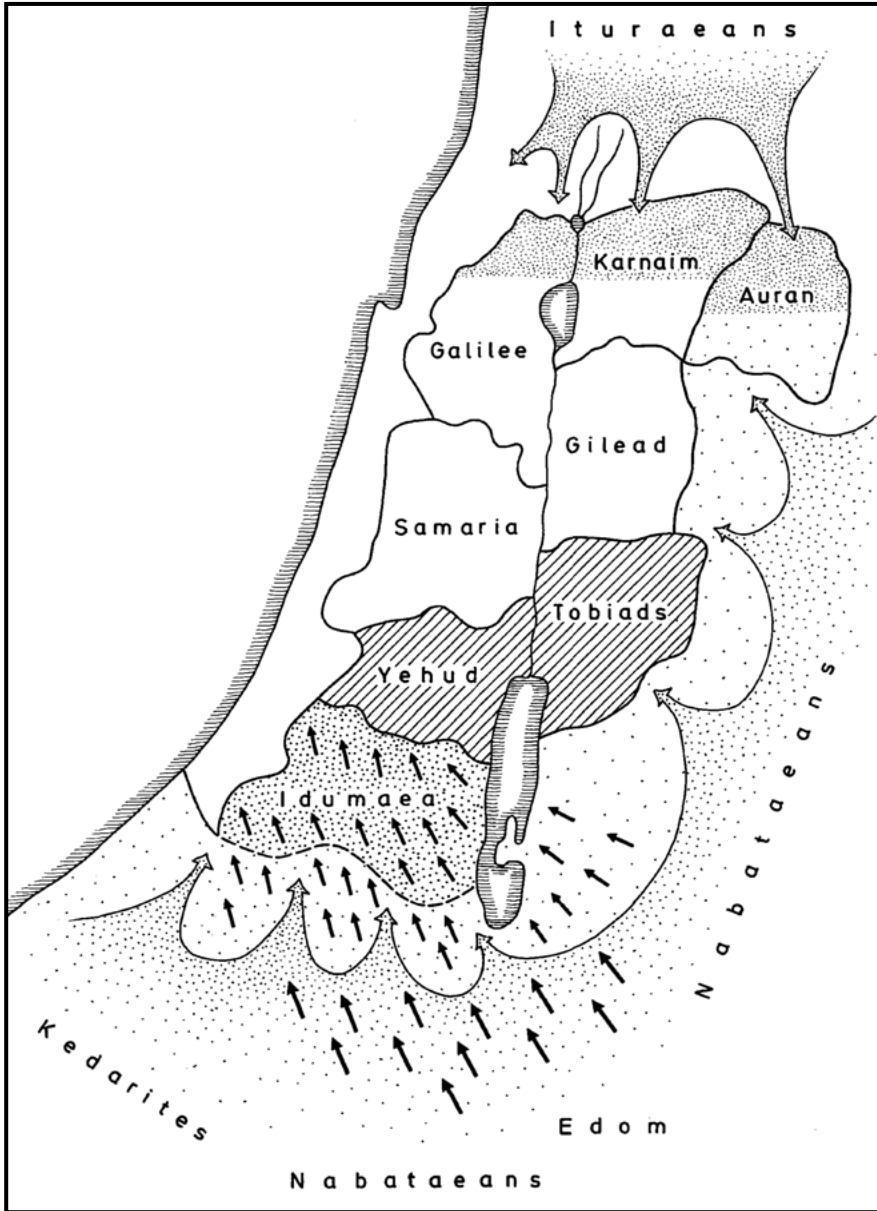 Ituraeans
Karnaim
Auran
Galilee
Gilead
Samaria
Tobiads
Yehud
Idumaea
Nabataeans
Kedarites
Edom
Nabataeans